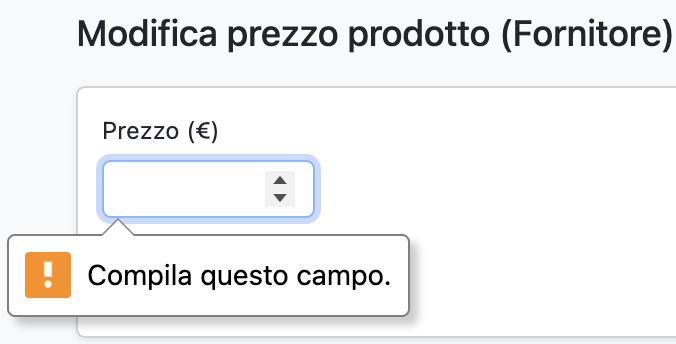 Modifica prezzo prodotto (Fornitore)
Prezzo (€)
Compila questo campo.